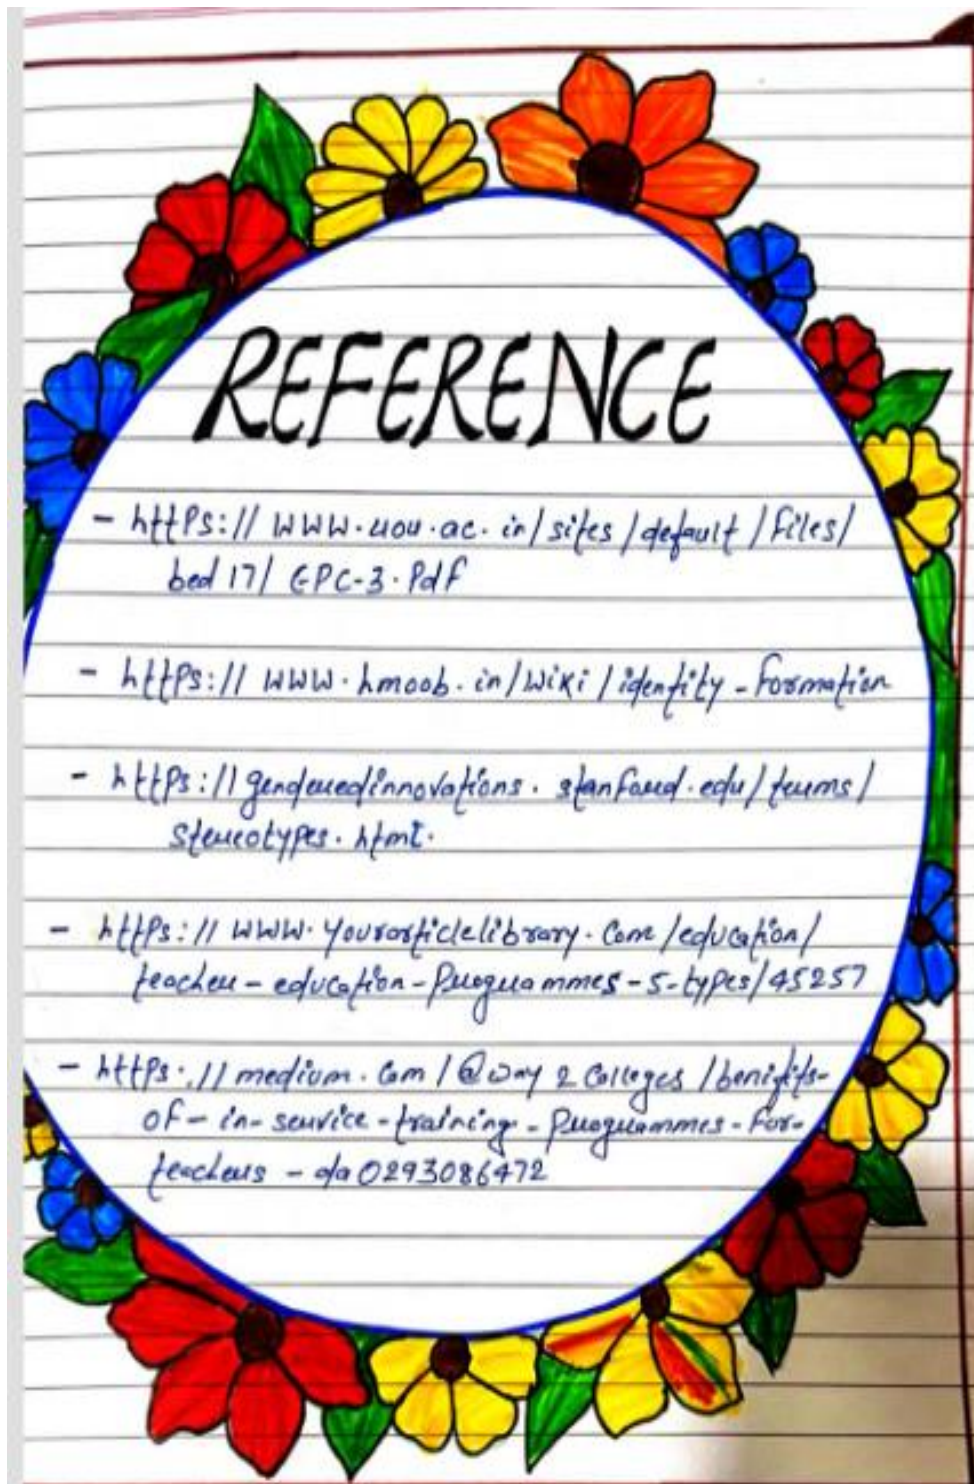 REFERENCE
- https://www.uou.ac.in/sites/default/files/
bed17/EPC-3.Pdf
- https://www.hmoob.in/wiki/identity-formation
- https://genderedinnovations.stanford.edu/terms/
stereotypes.html.
- https://www.yourarticlelibrary.com/education/
teacher-education-Programmes-5-types/45257
- https://medium.com/@way2colleges/benifits-
of-in-service-training-Programmes-for-
teachers-da0293086472